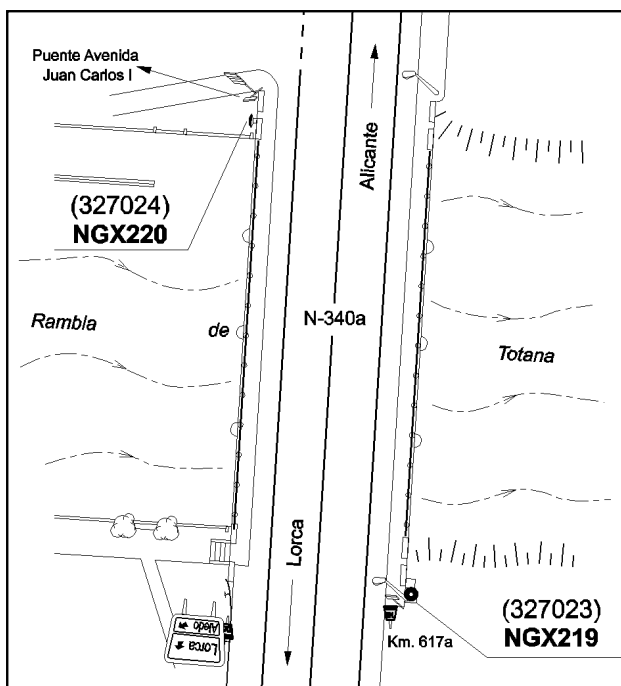 Puente Avenida
Juan Carlos I
Alicante
(327024)
NGX220
Rambla
de
N-340a
Totana
Lorca
Aledo
Lorca
Km. 617a
(327023)
NGX219